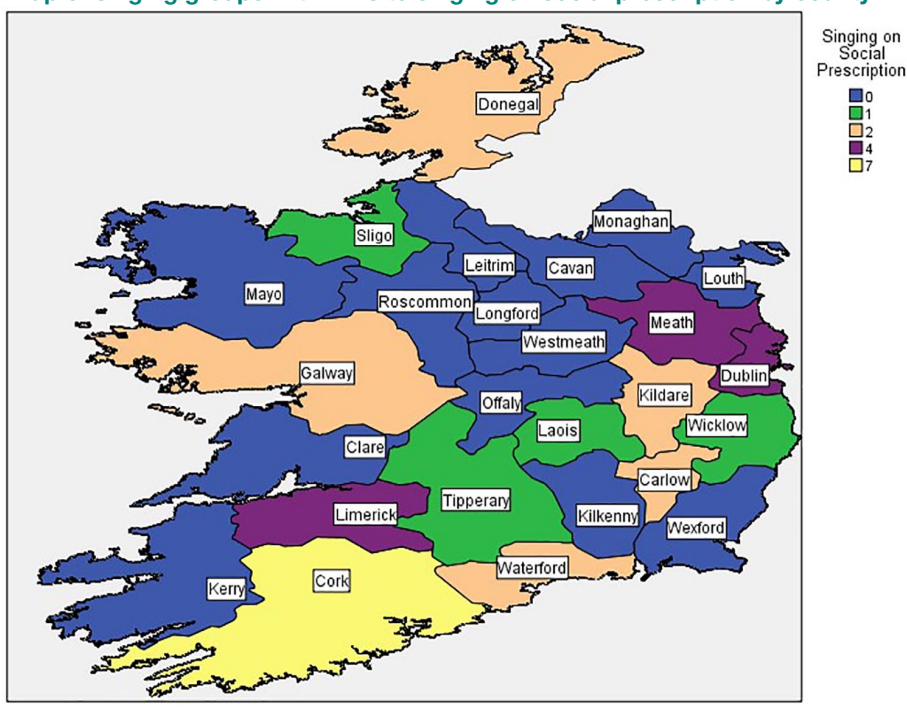 Singing on
Social
Prescription
0
1
2
4
7
Donegal
Monaghan
Sligo
Leitrim
Cavan
Louth
Mayo
Roscommon
Longford
Meath
Westmeath
Galway
Dublin
Kildare
Offaly
Wicklow
Laois
Clare
Carlow
Tipperary
Limerick
Kilkenny
Wexford
Waterford
Cork
Kerry